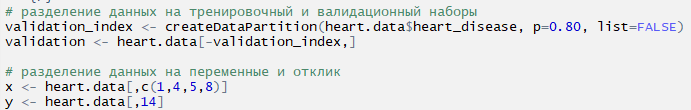 # разделение данных на тренировочный и валидационный наборы
validation_index <- createDataPartition(heart.data$heart_disease, p=0.80, list=FALSE)
validation <- heart.data[-validation_index,]
# разделение данных на переменные и отклик
x <- heart.data[,c(1,4,5,8)]
y <- heart.data[,14]